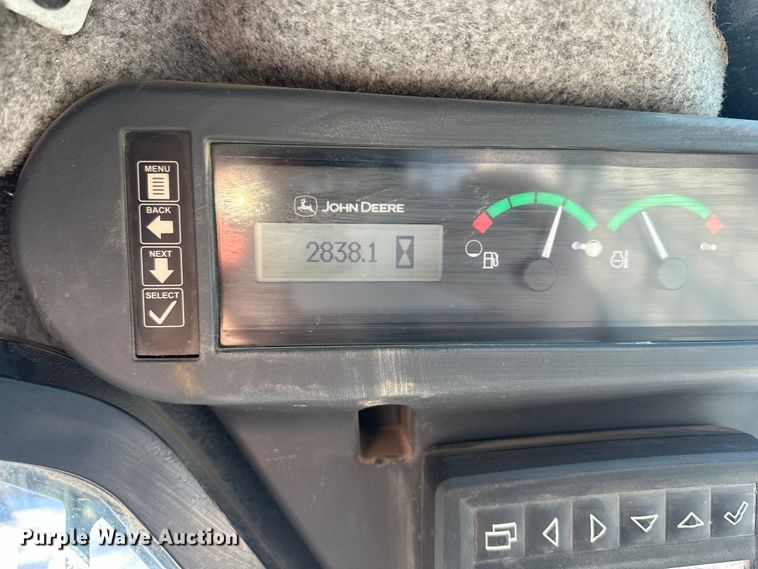 MENU
BACK
NEXT
SELECT
JOHN DEERE
2838.1
Purple Wave Auction